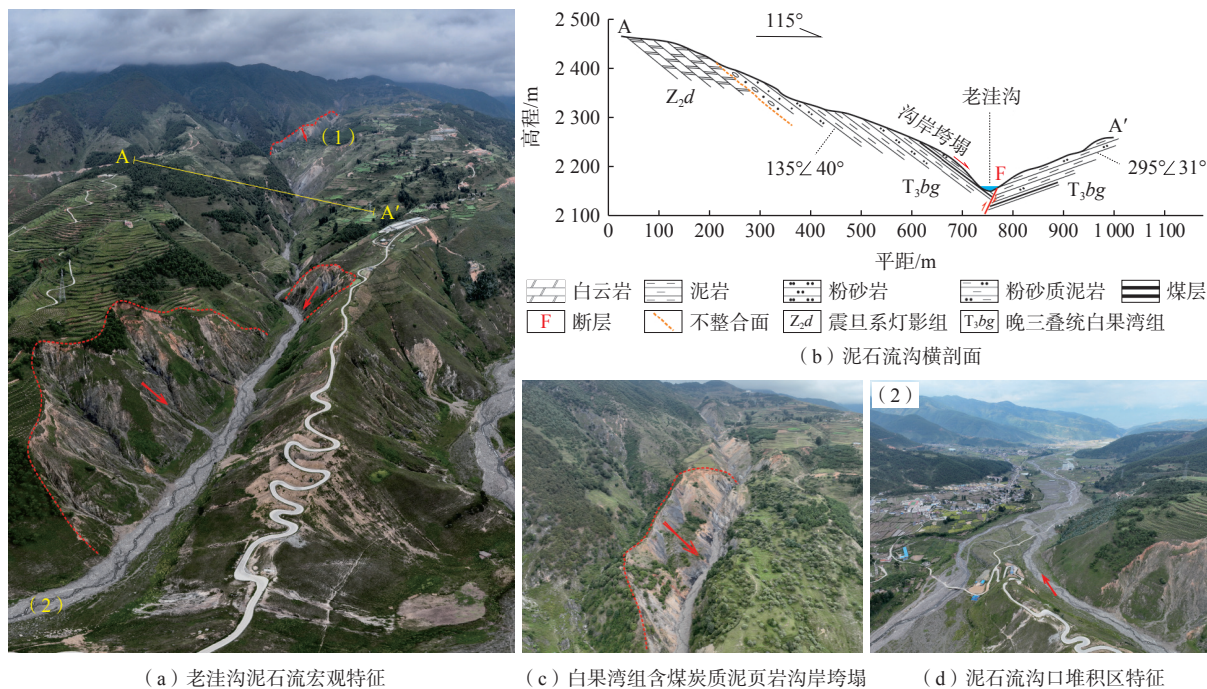 （1）
A
A′
（2）
（a）老洼沟泥石流宏观特征
2 500
2 400
2 300
2 200
2 100
高程/m
A
115°
Z₂d
135°∠40°
沟岸垮塌
老洼沟
F
A′
T₃bg
T₃bg
295°∠31°
0 100 200 300 400 500 600 700 800 900 1 000 1 100
平距/m
白云岩 泥岩 粉砂岩 粉砂质泥岩 煤层
F 断层 不整合面 Z₂d 震旦系灯影组 T₃bg 晚三叠统白果湾组
（b）泥石流沟横剖面
（c）白果湾组含煤炭质泥页岩沟岸垮塌
（2）
（d）泥石流沟口堆积区特征